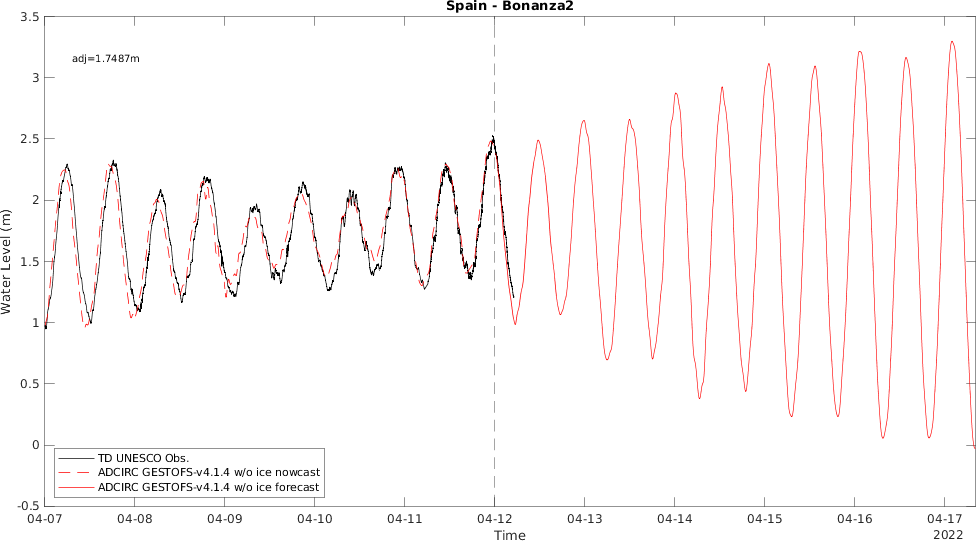 Spain - Bonanza2
adj=1.7487m
3.5
3
2.5
2
1.5
1
0.5
0
-0.5
Water Level (m)
TD UNESCO Obs.
ADCIRC GESTOFS-v4.1.4 w/o ice nowcast
ADCIRC GESTOFS-v4.1.4 w/o ice forecast
04-07 04-08 04-09 04-10 04-11 04-12 04-13 04-14 04-15 04-16 04-17
Time
2022